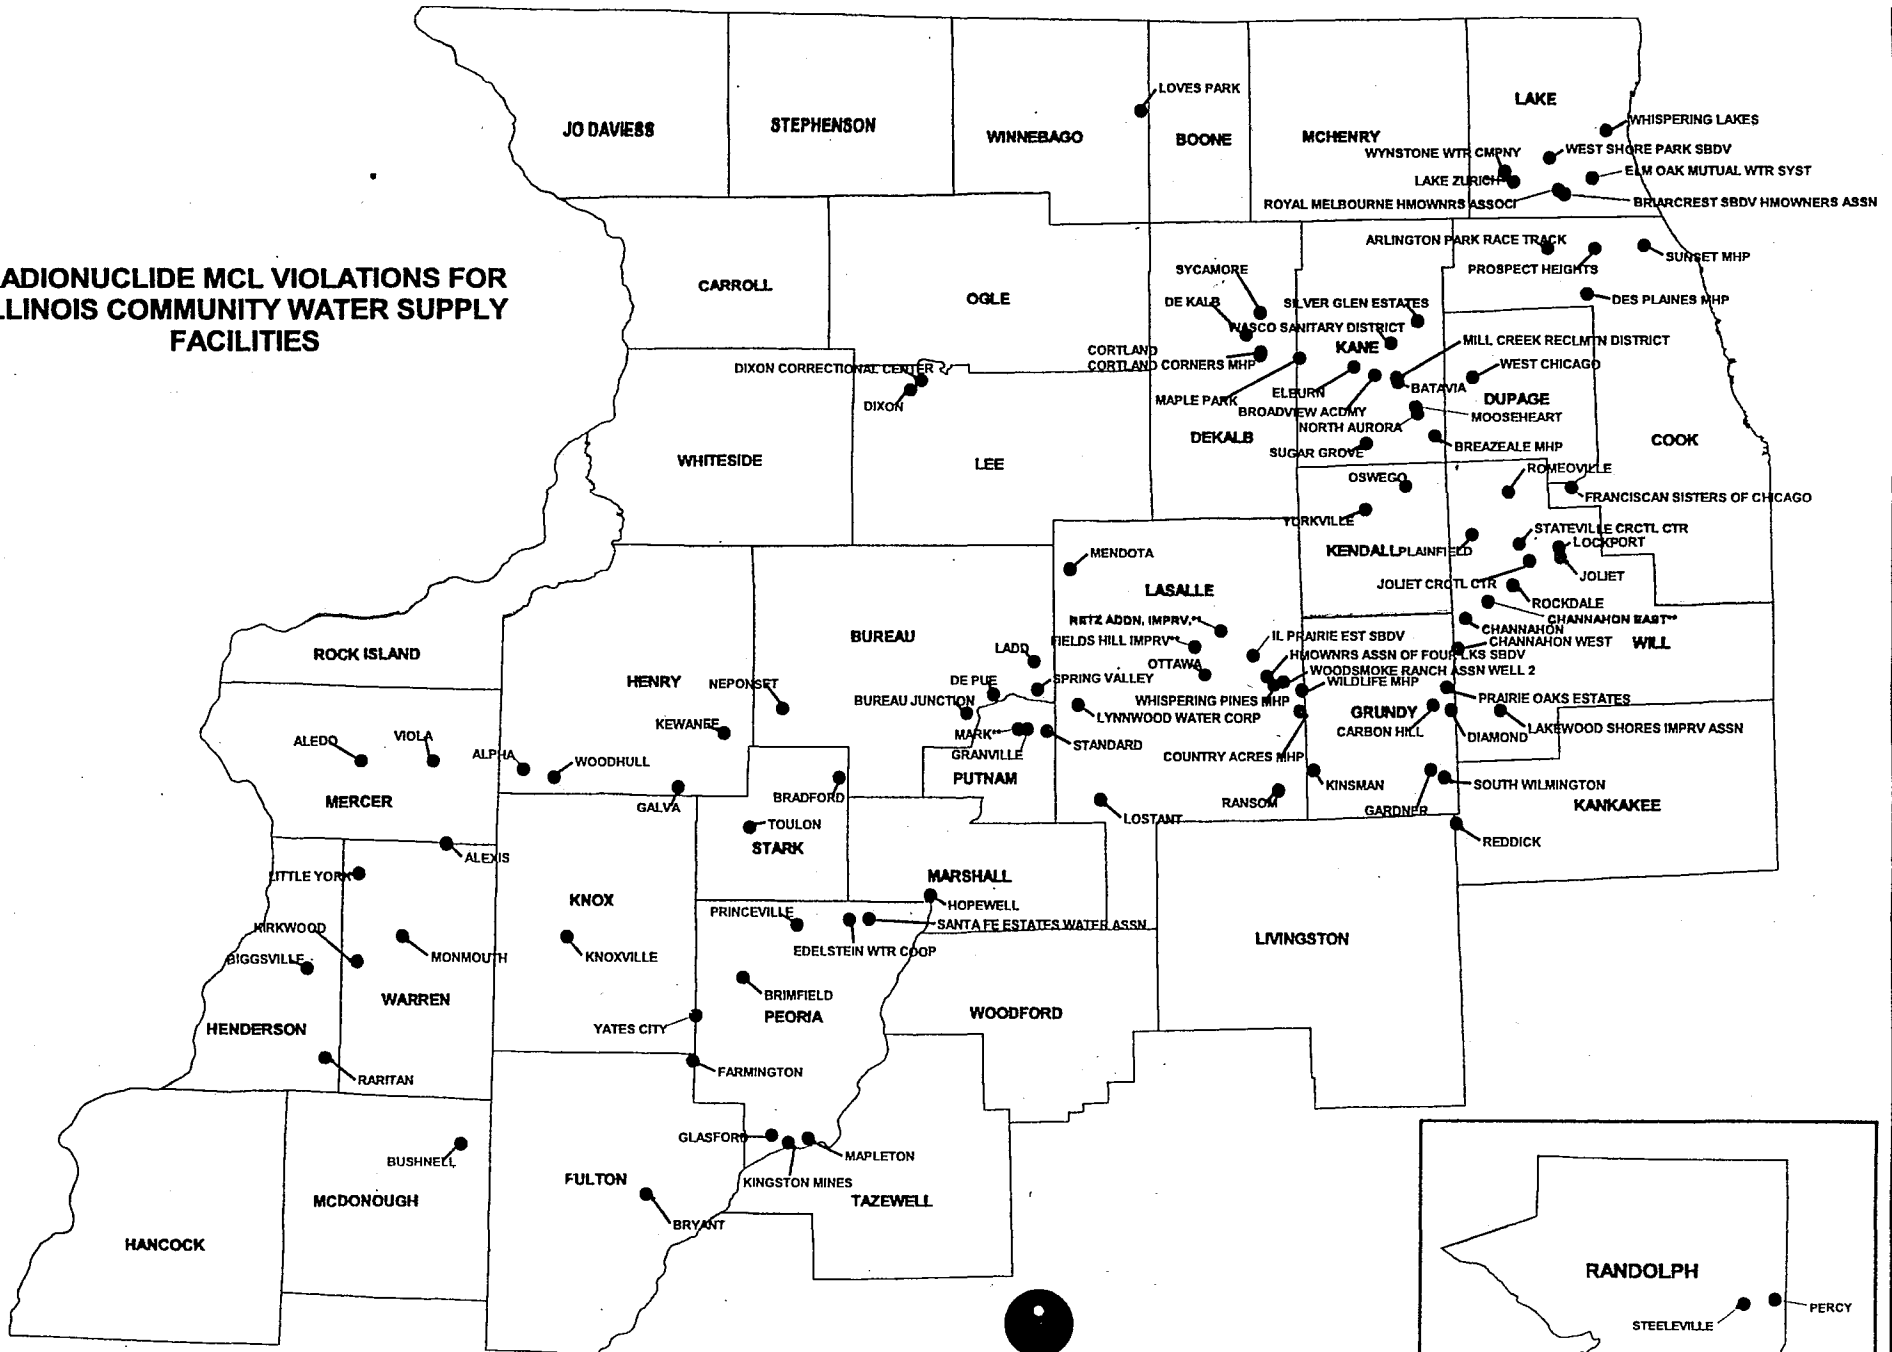 ADIONUCLIDE MCL VIOLATIONS FOR
LLINOIS COMMUNITY WATER SUPPLY
FACILITIES
JO DAVIESS
STEPHENSON
WINNEBAGO
LOVES PARK
BOONE
MCHENRY
LAKE
WHISPERING LAKES
WYNSTONE WTR CMPNY
WEST SHORE PARK SBDV
LAKE ZURICH
ELM OAK MUTUAL WTR SYST
ROYAL MELBOURNE HMOWNRS ASSOCI
BRIARCREST SBDV HMOWNERS ASSN
ARLINGTON PARK RACE TRACK
PROSPECT HEIGHTS
SUNSET MHP
DES PLAINES MHP
CARROLL
OGLE
SYCAMORE
DE KALB
SILVER GLEN ESTATES
WASCO SANITARY DISTRICT
KANE
CORTLAND
CORTLAND CORNERS MHP
MILL CREEK RECLMTN DISTRICT
WEST CHICAGO
DIXON CORRECTIONAL CENTER
DIXON
MAPLE PARK
ELBURN
BATAVIA
BROADVIEW ACDMY
DUPAGE
MOOSEHEART
NORTH AURORA
DEKALB
COOK
SUGAR GROVE
BREAZEALE MHP
WHITESIDE
LEE
OSWEGO
ROMEOVILLE
FRANCISCAN SISTERS OF CHICAGO
YORKVILLE
STATEVILLE CRCTL CTR
KENDALL
PLAINFIELD
LOCKPORT
MENDOTA
JOLIET CRCTL CTR
JOLIET
LASALLE
ROCKDALE
RETZ ADDN, IMPRV,**
CHANNAHON EAST**
CHANNAHON
BUREAU
FIELDS HILL IMPRV**
IL PRAIRIE EST SBDV
CHANNAHON WEST
WILL
ROCK ISLAND
LADD
HMOWNRS ASSN OF FOUR LKS SBDV
OTTAWA
WOODSMOKE RANCH ASSN WELL 2
HENRY
NEPONSET
DE PUE
SPRING VALLEY
WILDLIFE MHP
BUREAU JUNCTION
WHISPERING PINES MHP
PRAIRIE OAKS ESTATES
LYNNWOOD WATER CORP
GRUNDY
KEWANEE
MARK**
CARBON HILL
LAKEWOOD SHORES IMPRV ASSN
DIAMOND
STANDARD
GRANVILLE
COUNTRY ACRES MHP
ALEDO
VIOLA
ALPHA
WOODHULL
PUTNAM
KINSMAN
SOUTH WILMINGTON
MERCER
GALVA
BRADFORD
RANSOM
GARDNER
KANKAKEE
LOSTANT
TOULON
REDDICK
STARK
ALEXIS
LITTLE YORK
MARSHALL
KNOX
HOPEWELL
PRINCEVILLE
SANTA FE ESTATES WATER ASSN
KIRKWOOD
LIVINGSTON
EDELSTEIN WTR COOP
BIGGSVILLE
MONMOUTH
KNOXVILLE
BRIMFIELD
WARREN
WOODFORD
PEORIA
HENDERSON
YATES CITY
FARMINGTON
RARITAN
GLASFORD
MAPLETON
BUSHNELL
KINGSTON MINES
FULTON
MCDONOUGH
TAZEWELL
BRYANT
HANCOCK
RANDOLPH
PERCY
STEELEVILLE